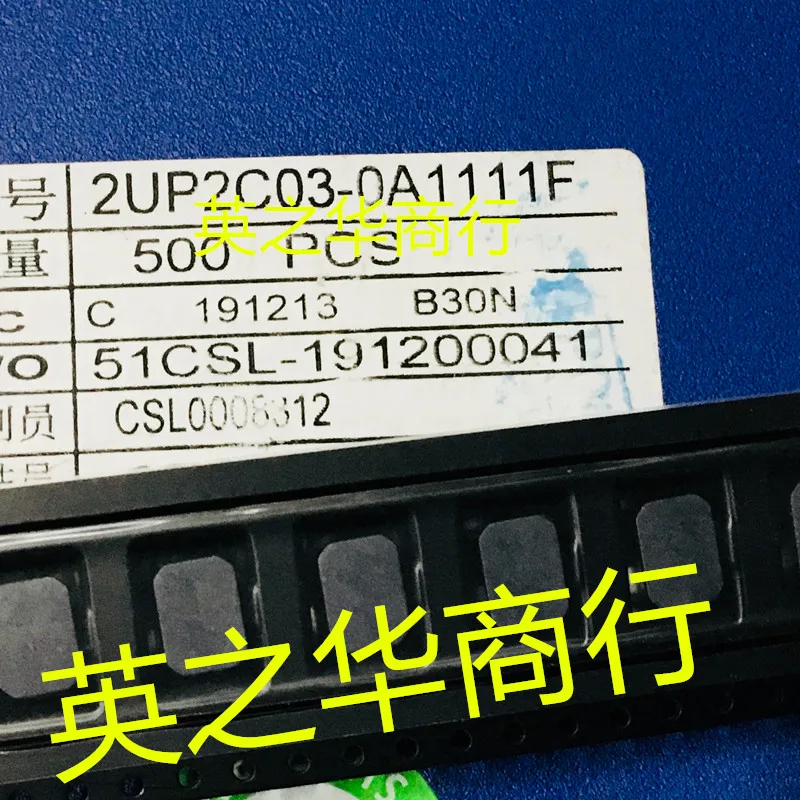 号 2UP2C03-0A1111F
英之华商行
量 500 PCS
C C 191213 B30N
/O 51CSL-191200041
刂员 CSL0008312
英之华商行